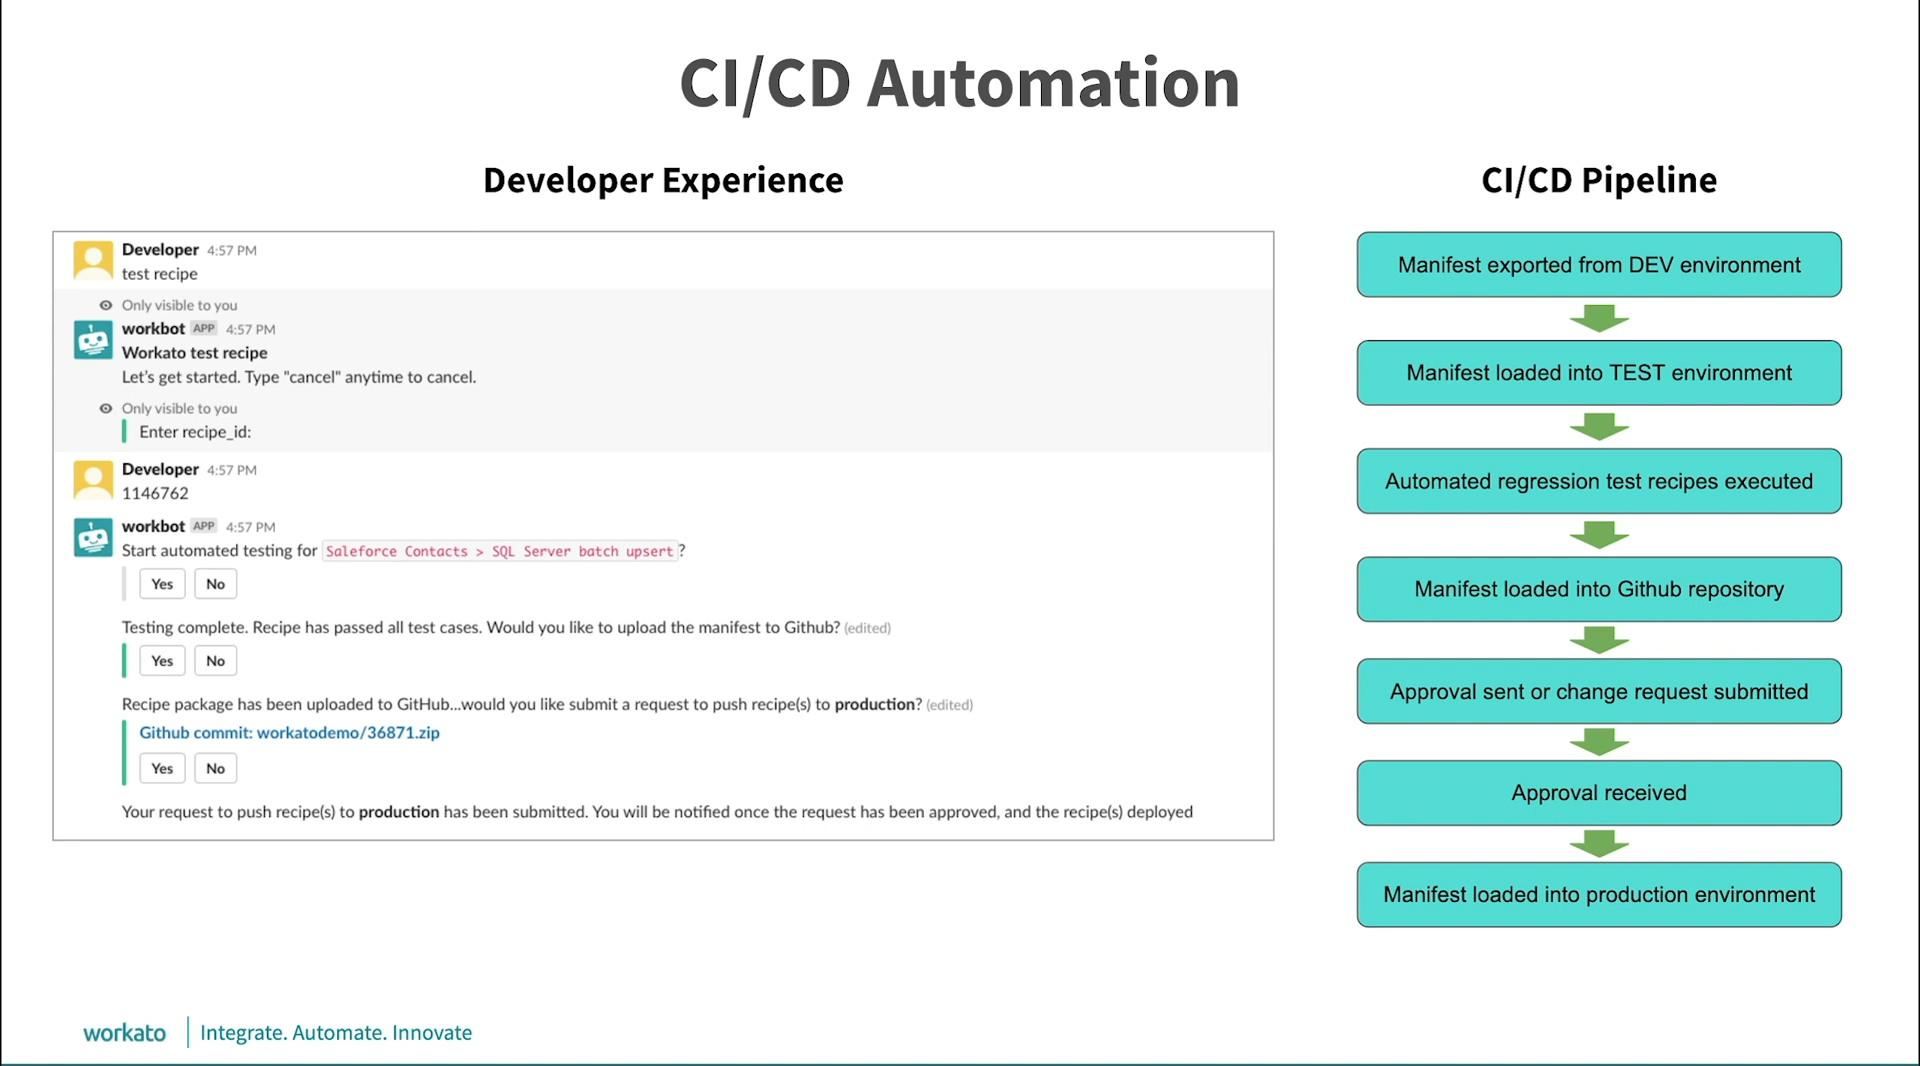 CI/CD Automation
Developer Experience
Developer 4:57 PM
test recipe
Only visible to you
workbot APP 4:57 PM
Workato test recipe
Let's get started. Type "cancel" anytime to cancel.
Only visible to you
Enter recipe_id:
Developer 4:57 PM
1146762
workbot APP 4:57 PM
Start automated testing for Saleforce Contacts > SQL Server batch upsert?
Yes No
Testing complete. Recipe has passed all test cases. Would you like to upload the manifest to Github? (edited)
Yes No
Recipe package has been uploaded to GitHub...would you like submit a request to push recipe(s) to production? (edited)
Github commit: workatodemo/36871.zip
Yes No
Your request to push recipe(s) to production has been submitted. You will be notified once the request has been approved, and the recipe(s) deployed
CI/CD Pipeline
Manifest exported from DEV environment
Manifest loaded into TEST environment
Automated regression test recipes executed
Manifest loaded into Github repository
Approval sent or change request submitted
Approval received
Manifest loaded into production environment
workato Integrate. Automate. Innovate